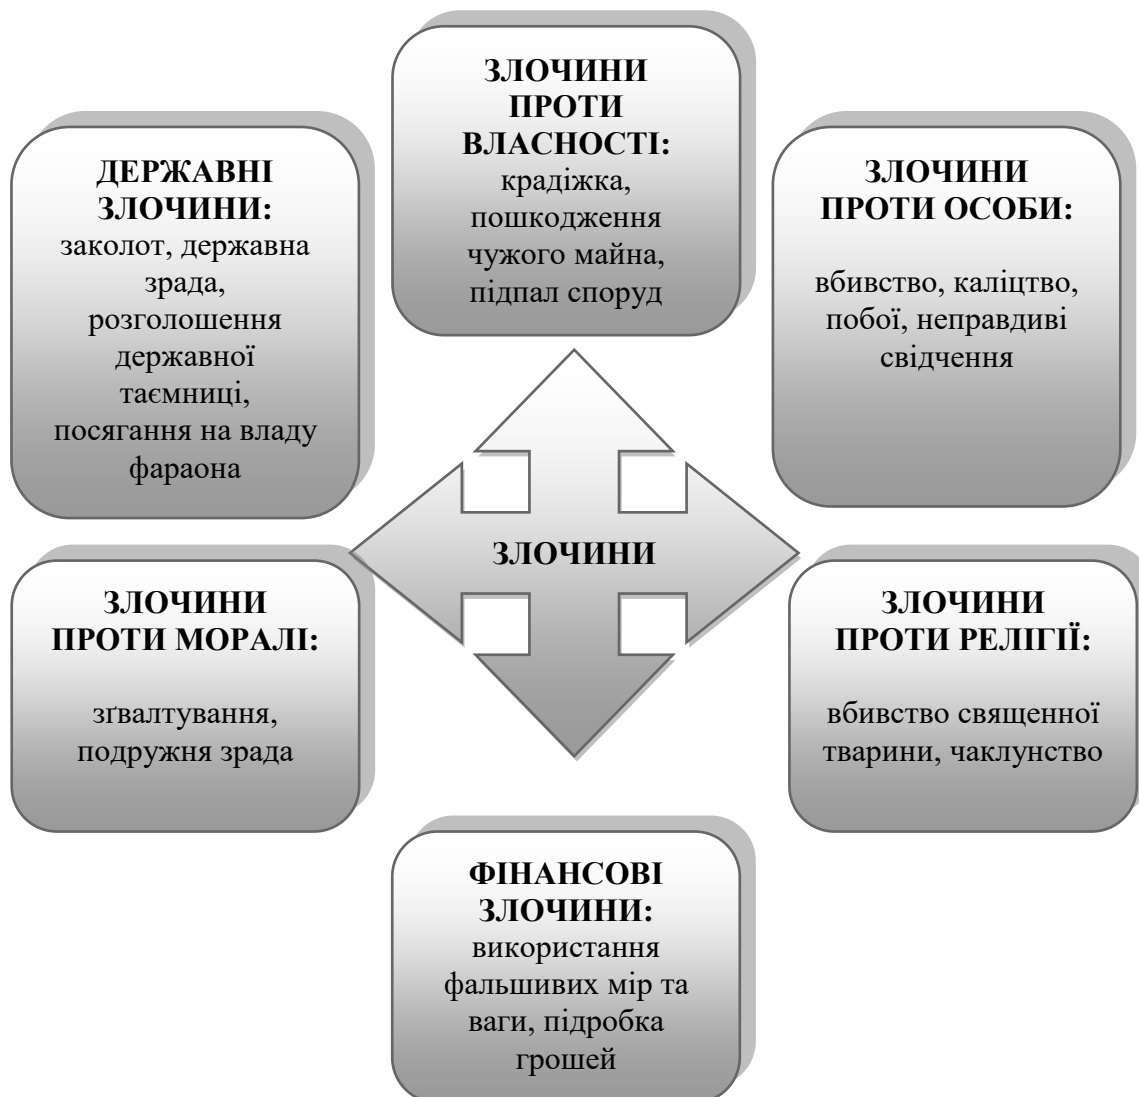 ЗЛОЧИНИ
ПРОТИ
ВЛАСНОСТІ:
крадіжка,
пошкодження
чужого майна,
підпал споруд
ДЕРЖАВНІ
ЗЛОЧИНИ:
заколот, державна
зрада,
розголошення
державної
таємниці,
посягання на владу
фараона
ЗЛОЧИНИ
ПРОТИ ОСОБИ:
вбивство, каліцтво,
побої, неправдиві
свідчення
ЗЛОЧИНИ
ЗЛОЧИНИ
ПРОТИ МОРАЛІ:
зґвалтування,
подружня зрада
ЗЛОЧИНИ
ПРОТИ РЕЛІГІЇ:
вбивство священної
тварини, чаклунство
ФІНАНСОВІ
ЗЛОЧИНИ:
використання
фальшивих мір та
ваги, підробка
грошей